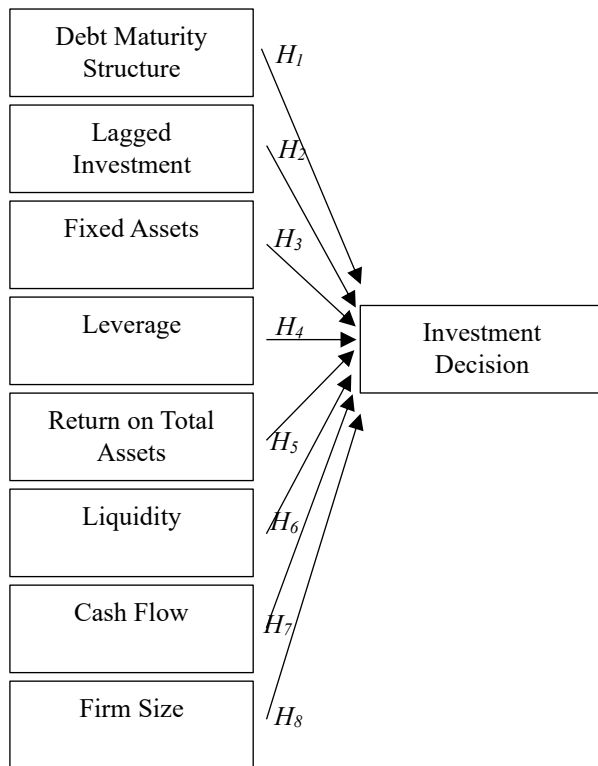 Debt Maturity
Structure
H1
Lagged
Investment
H2
Fixed Assets
H3
Leverage
H4
Investment
Decision
Return on Total
Assets
H5
Liquidity
H6
Cash Flow
H7
Firm Size
H8